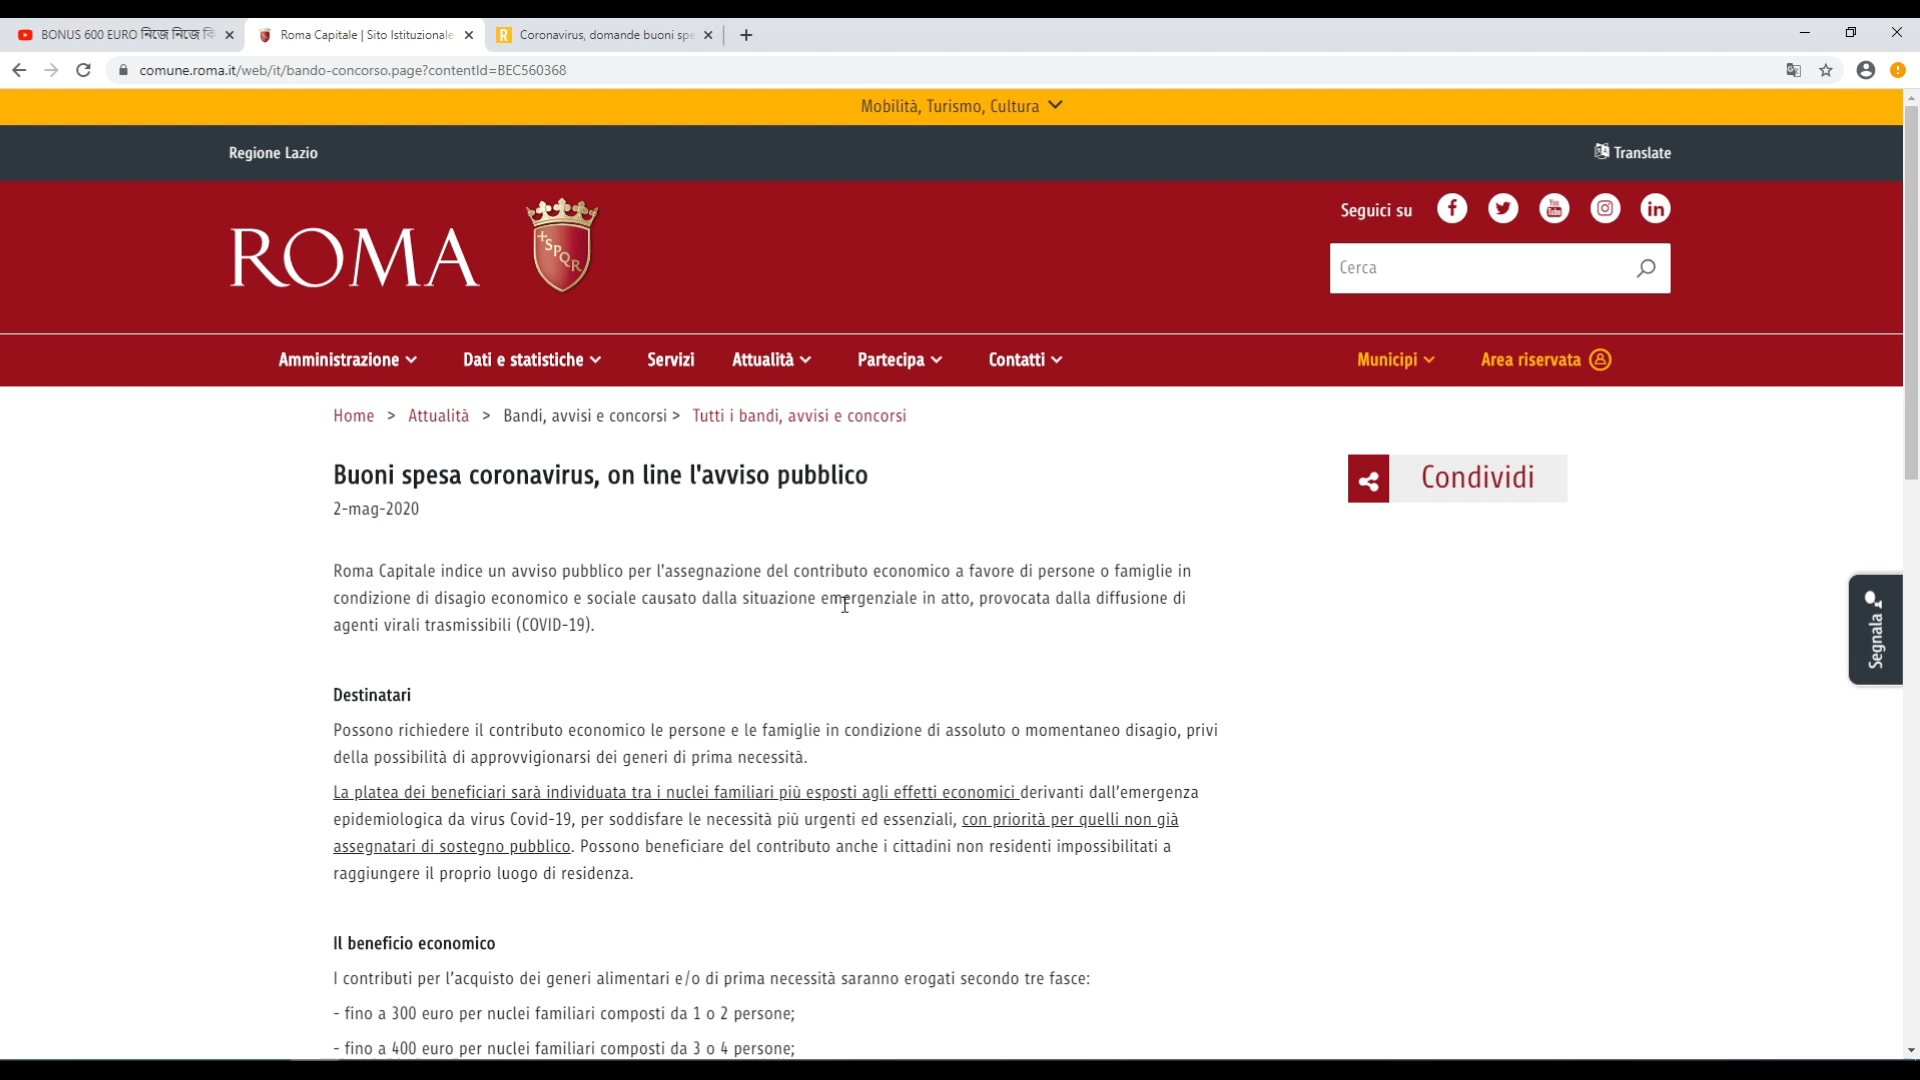 BONUS 600 EURO নিজে নিজে কি
Roma Capitale | Sito Istituzionale
Coronavirus, domande buoni spe
comune.roma.it/web/it/bando-concorso.page?contentId=BEC560368
Mobilità, Turismo, Cultura
Regione Lazio
Translate
ROMA
SPQR
Seguici su
You Tube
in
Cerca
Amministrazione
Dati e statistiche
Servizi
Attualità
Partecipa
Contatti
Municipi
Area riservata
Home > Attualità > Bandi, avvisi e concorsi > Tutti i bandi, avvisi e concorsi
Buoni spesa coronavirus, on line l'avviso pubblico
2-mag-2020
Condividi
Roma Capitale indice un avviso pubblico per l'assegnazione del contributo economico a favore di persone o famiglie in
condizione di disagio economico e sociale causato dalla situazione emergenziale in atto, provocata dalla diffusione di
agenti virali trasmissibili (COVID-19).
Segnala
Destinatari
Possono richiedere il contributo economico le persone e le famiglie in condizione di assoluto o momentaneo disagio, privi
della possibilità di approvvigionarsi dei generi di prima necessità.
La platea dei beneficiari sarà individuata tra i nuclei familiari più esposti agli effetti economici derivanti dall'emergenza
epidemiologica da virus Covid-19, per soddisfare le necessità più urgenti ed essenziali, con priorità per quelli non già
assegnatari di sostegno pubblico. Possono beneficiare del contributo anche i cittadini non residenti impossibilitati a
raggiungere il proprio luogo di residenza.
Il beneficio economico
I contributi per l'acquisto dei generi alimentari e/o di prima necessità saranno erogati secondo tre fasce:
- fino a 300 euro per nuclei familiari composti da 1 o 2 persone;
- fino a 400 euro per nuclei familiari composti da 3 o 4 persone;